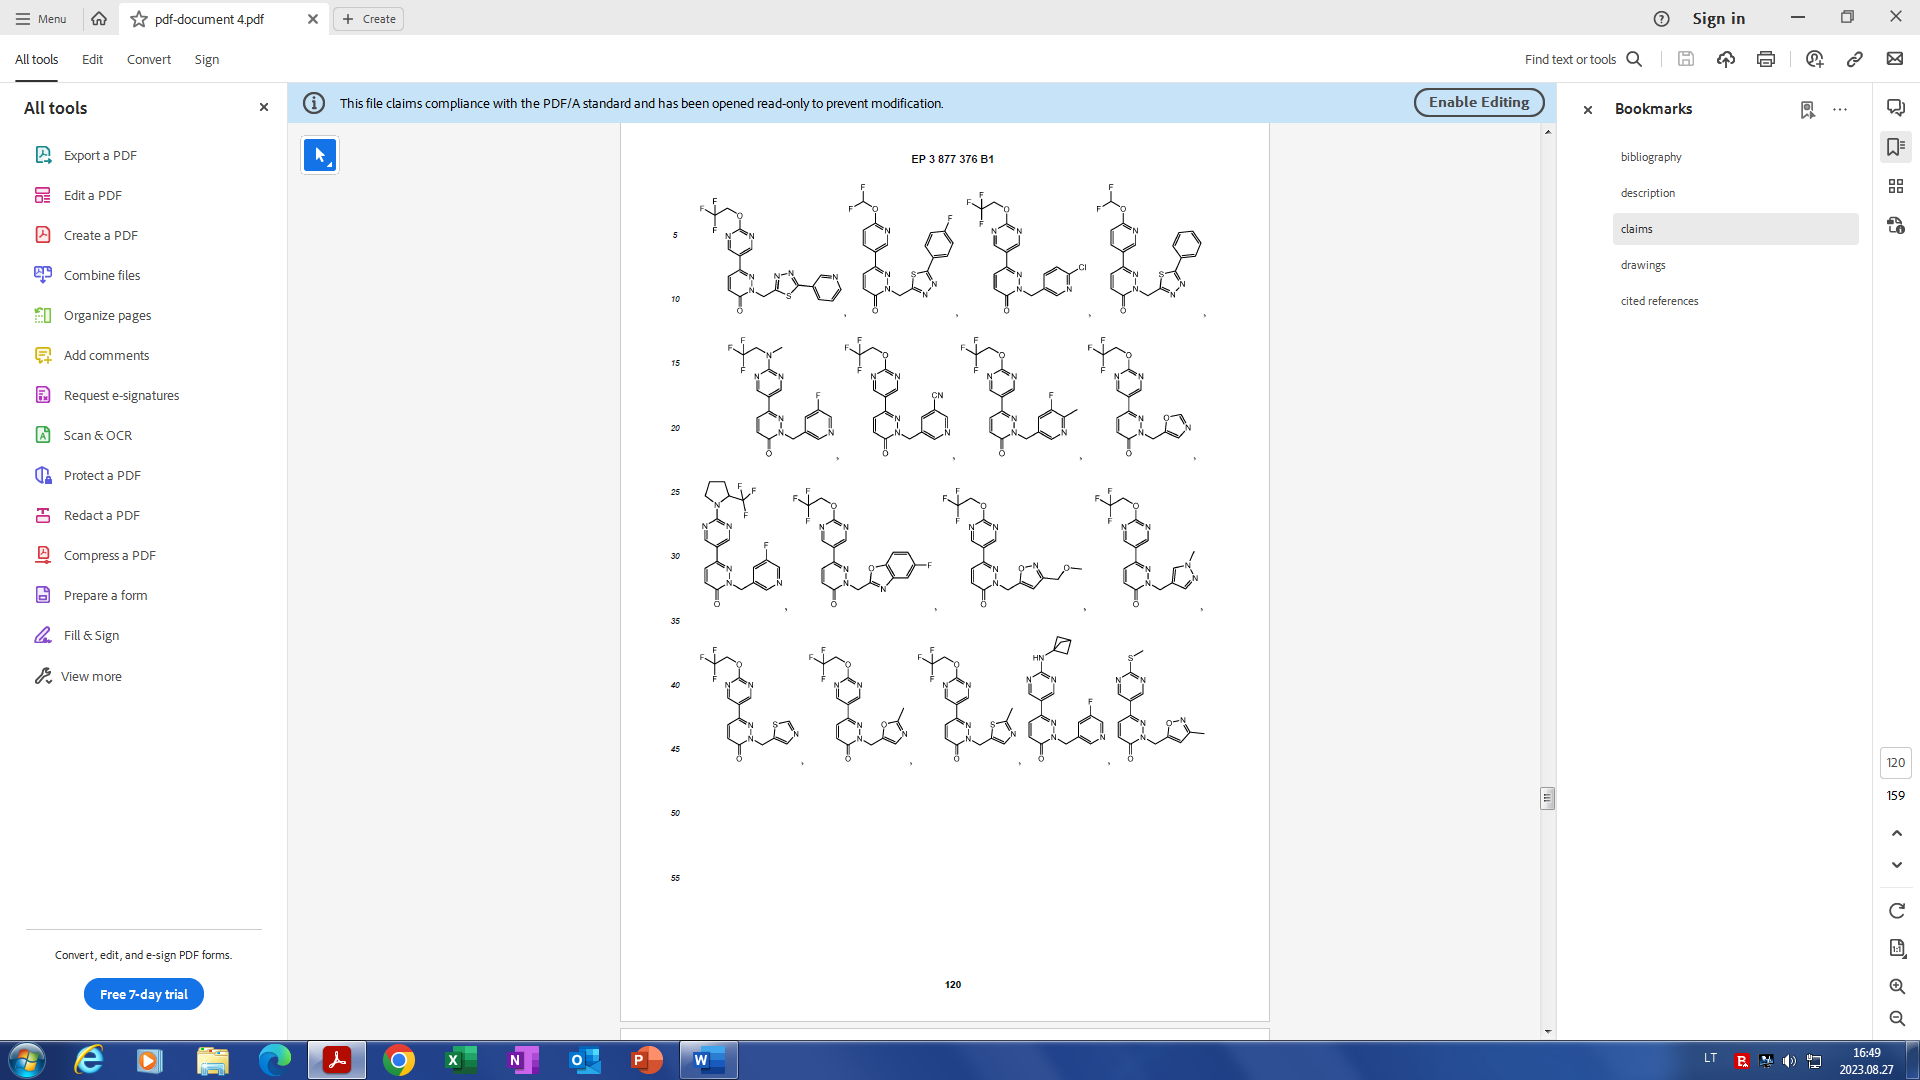 Menu
pdf-document 4.pdf
Create
Sign in
All tools
Edit
Convert
Sign
Find text or tools
All tools
This file claims compliance with the PDF/A standard and has been opened read-only to prevent modification.
Enable Editing
Bookmarks
Export a PDF
Edit a PDF
Create a PDF
Combine files
Organize pages
Add comments
Request e-signatures
Scan & OCR
Protect a PDF
Redact a PDF
Compress a PDF
Prepare a form
Fill & Sign
View more
Convert, edit, and e-sign PDF forms.
Free 7-day trial
EP 3 877 376 B1
5
10
15
20
25
30
35
40
45
50
55
120
bibliography
description
claims
drawings
cited references
120
159
LT
16:49
2023.08.27